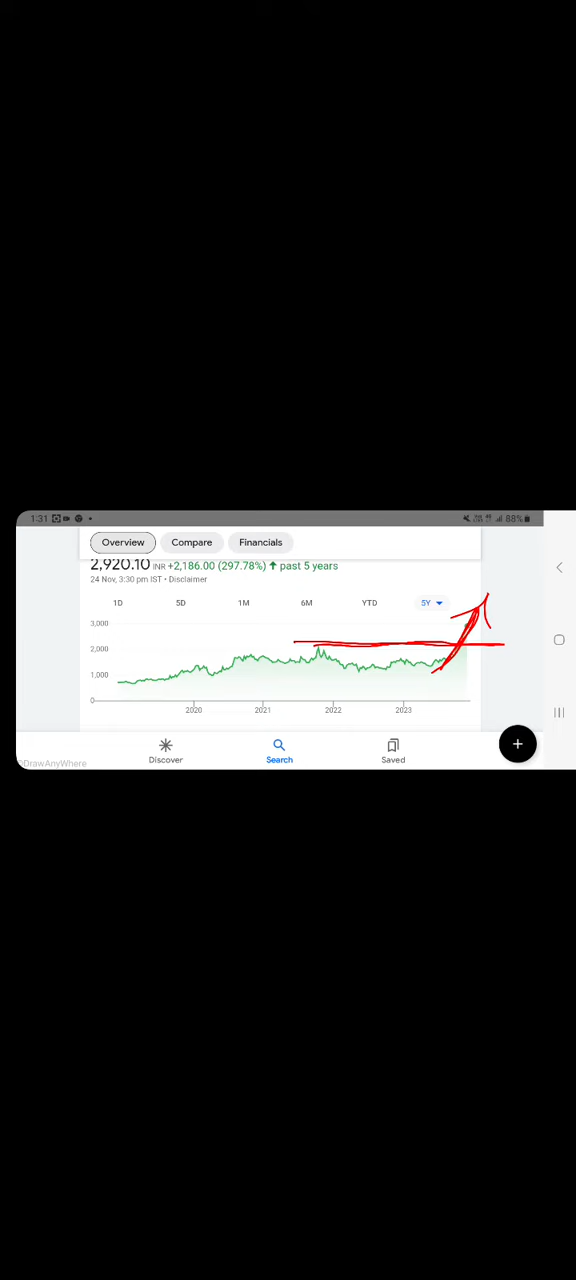 1:31 88%
Overview Compare Financials
2,920.10 INR +2,186.00 (297.78%) ↑ past 5 years
24 Nov, 3:30 pm IST • Disclaimer
1D 5D 1M 6M YTD 5Y
3,000
2,000
1,000
0
2020 2021 2022 2023
Discover Search Saved
©DrawAnyWhere